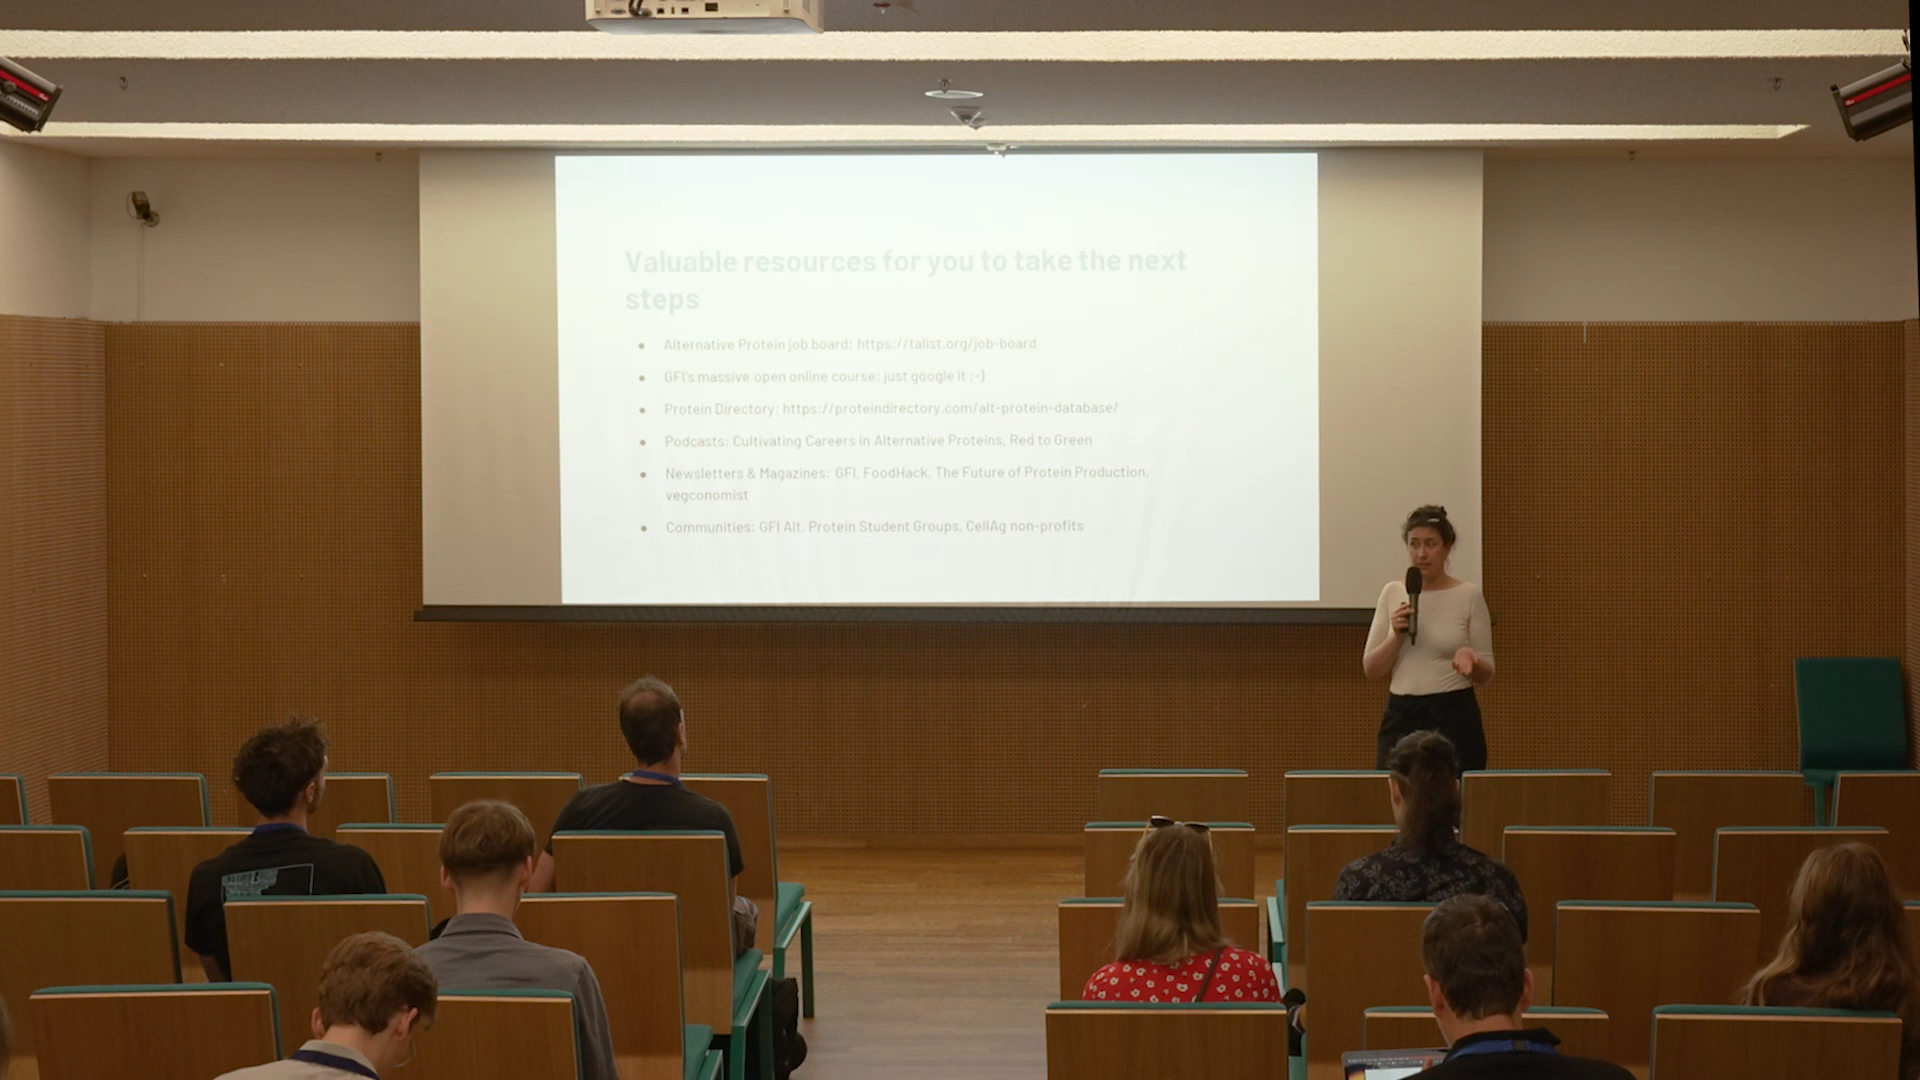 Valuable resources for you to take the next
steps
● Alternative Protein job board: https://talist.org/job-board
● GFI's massive open online course: just google it ;-)
● Protein Directory: https://proteindirectory.com/alt-protein-database/
● Podcasts: Cultivating Careers in Alternative Proteins, Red to Green
● Newsletters & Magazines: GFI, FoodHack, The Future of Protein Production,
vegconomist
● Communities: GFI Alt. Protein Student Groups, CellAg non-profits